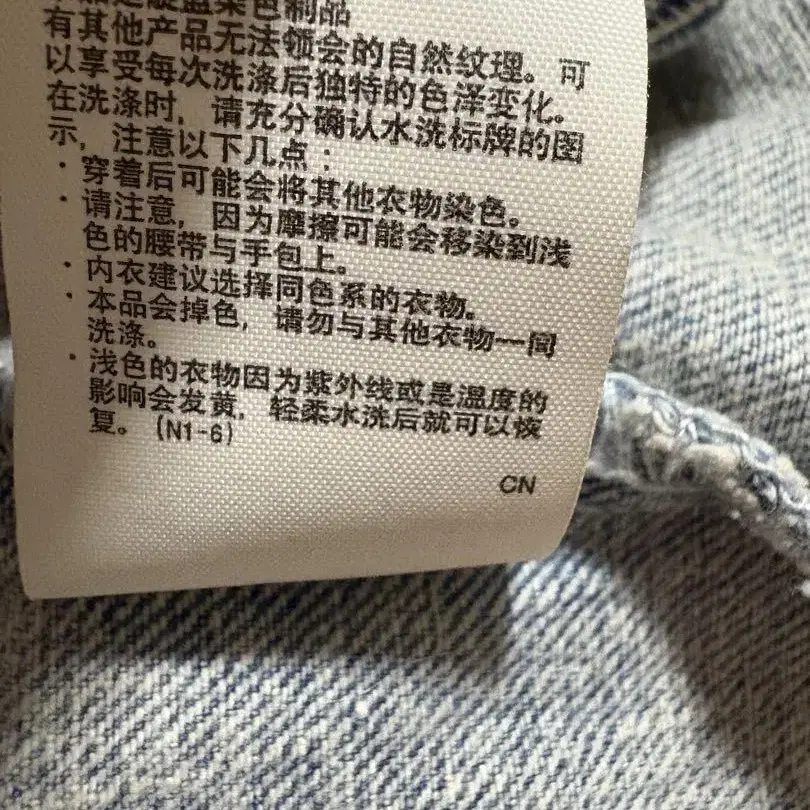 染色制品
有其他产品无法领会的自然纹理。可
以享受每次洗涤后独特的色泽变化。
在洗涤时，请充分确认水洗标牌的图
示，注意以下几点：
·穿着后可能会将其他衣物染色。
·请注意，因为摩擦可能会移染到浅
色的腰带与手包上。
·内衣建议选择同色系的衣物。
·本品会掉色，请勿与其他衣物一间
洗涤。
·浅色的衣物因为紫外线或是温度的
影响会发黄，轻柔水洗后就可以恢
复。(N1-6)
CN